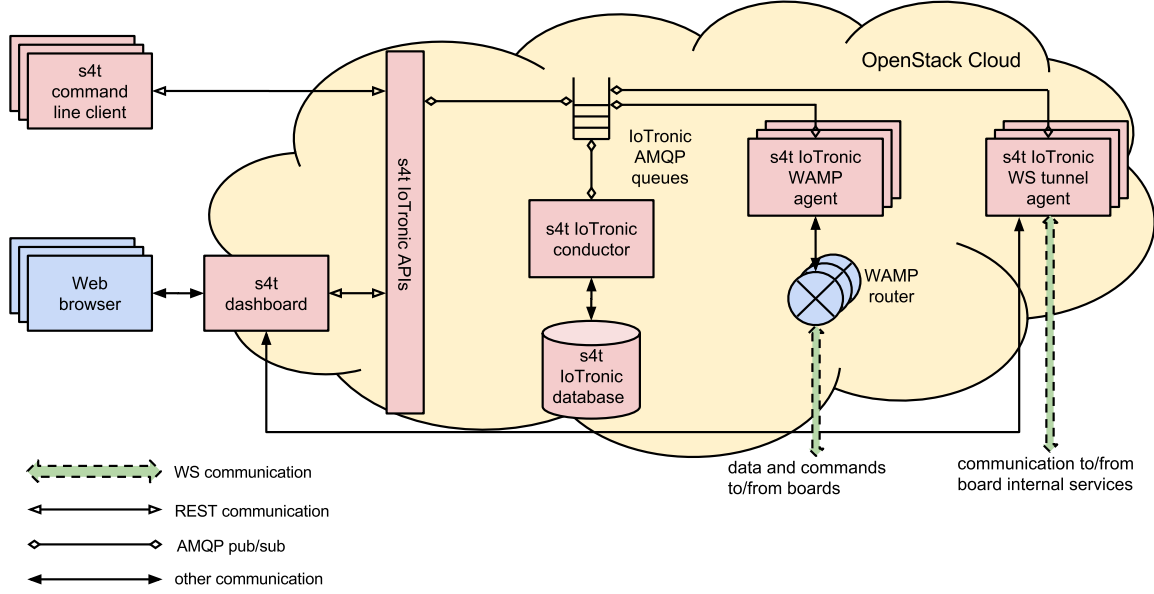 OpenStack Cloud
s4t
command
line client
s4t IoTronic APIs
IoTronic
AMQP
queues
s4t IoTronic
WAMP
agent
s4t IoTronic
WS tunnel
agent
s4t IoTronic
conductor
Web
browser
s4t
dashboard
WAMP
router
s4t
IoTronic
database
data and commands
to/from boards
communication to/from
board internal services
WS communication
REST communication
AMQP pub/sub
other communication